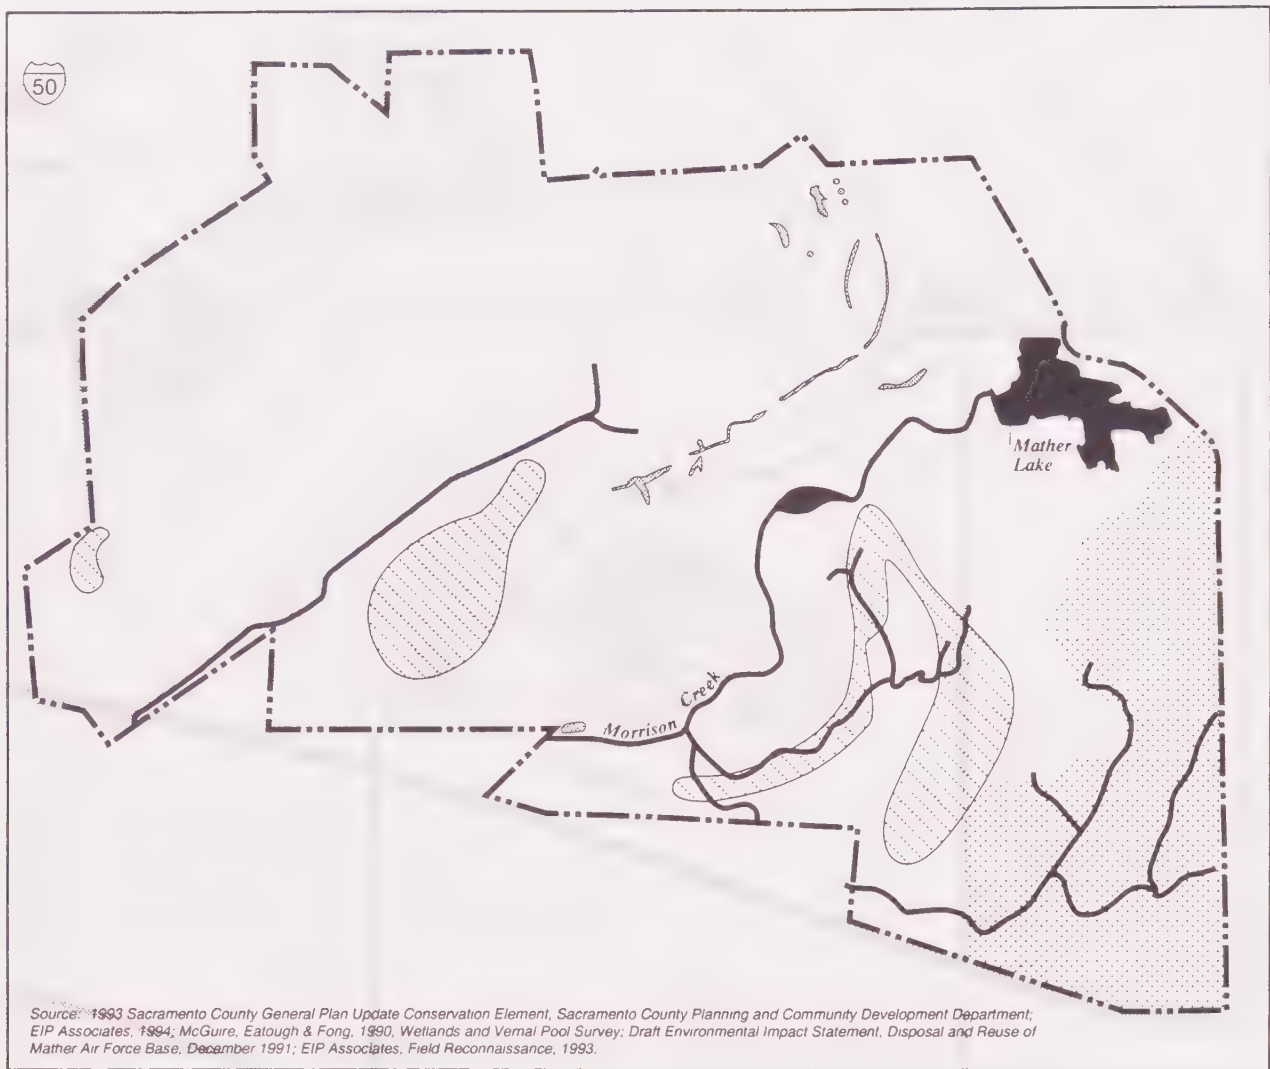 50
Mather
Lake
Morrison Creek
Source: 1993 Sacramento County General Plan Update Conservation Element, Sacramento County Planning and Community Development Department;
EIP Associates, 1994; McGuire, Eatough & Fong, 1990, Wetlands and Vernal Pool Survey; Draft Environmental Impact Statement, Disposal and Reuse of
Mather Air Force Base, December 1991; EIP Associates, Field Reconnaissance, 1993.